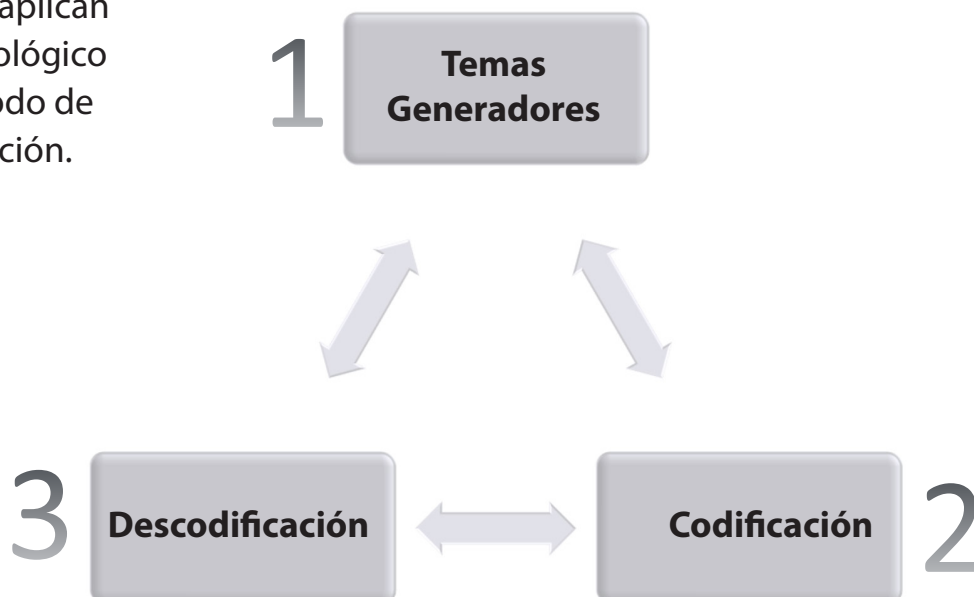 aplican
ológico
odo de
ción.
1
Temas
Generadores
3
Descodificación
Codificación
2